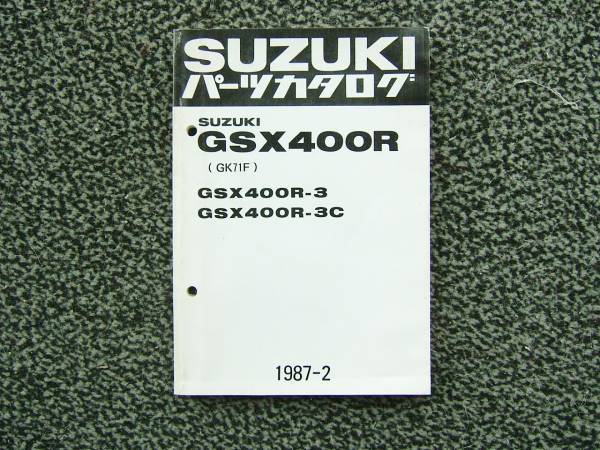 SUZUKI
パーツカタログ
SUZUKI
GSX400R
( GK71F )
GSX400R-3
GSX400R-3C
1987-2